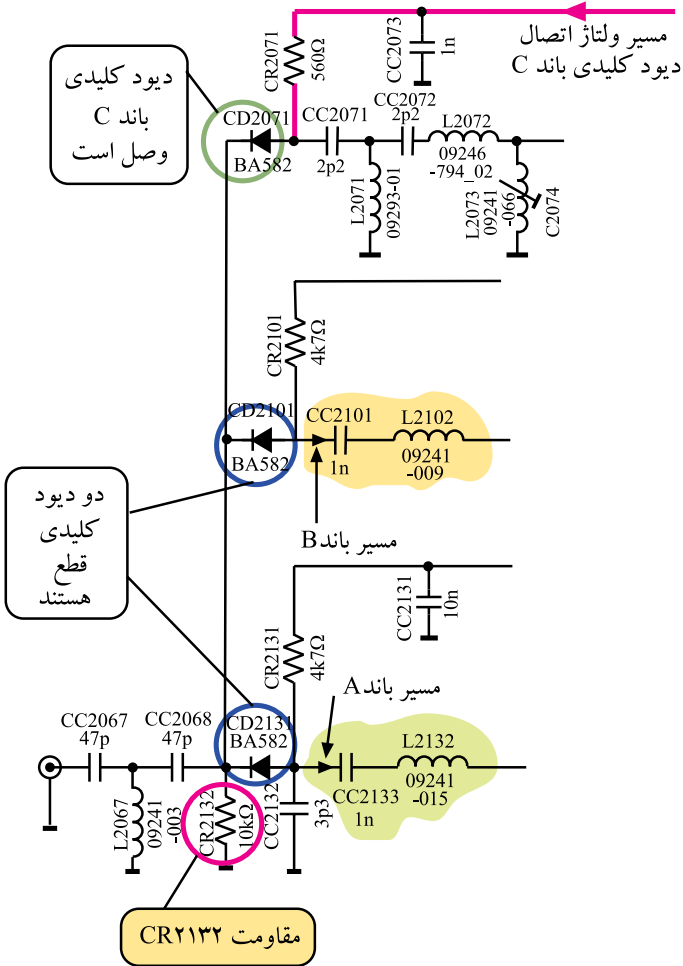 مسیر ولتاژ اتصال
دیود کلیدی باند C
CR2071
560Ω
CC2073
1n
دیود کلیدی
باند C
وصل است
CD2071
BA582
CC2071
2p2
CC2072
2p2
L2072
09246
-794_02
L2071
09293-01
L2073
09241
-066
C2074
CR2101
4k7Ω
CD2101
BA582
CC2101
1n
L2102
09241
-009
مسیر باند B
دو دیود
کلیدی
قطع
هستند
CC2131
10n
CR2131
4k7Ω
مسیر باند A
CC2067
47p
CC2068
47p
CD2131
BA582
L2132
09241
-015
CC2133
1n
L2067
09241
-003
CR2132
10kΩ
CC2132
3p3
مقاومت CR۲۱۳۲